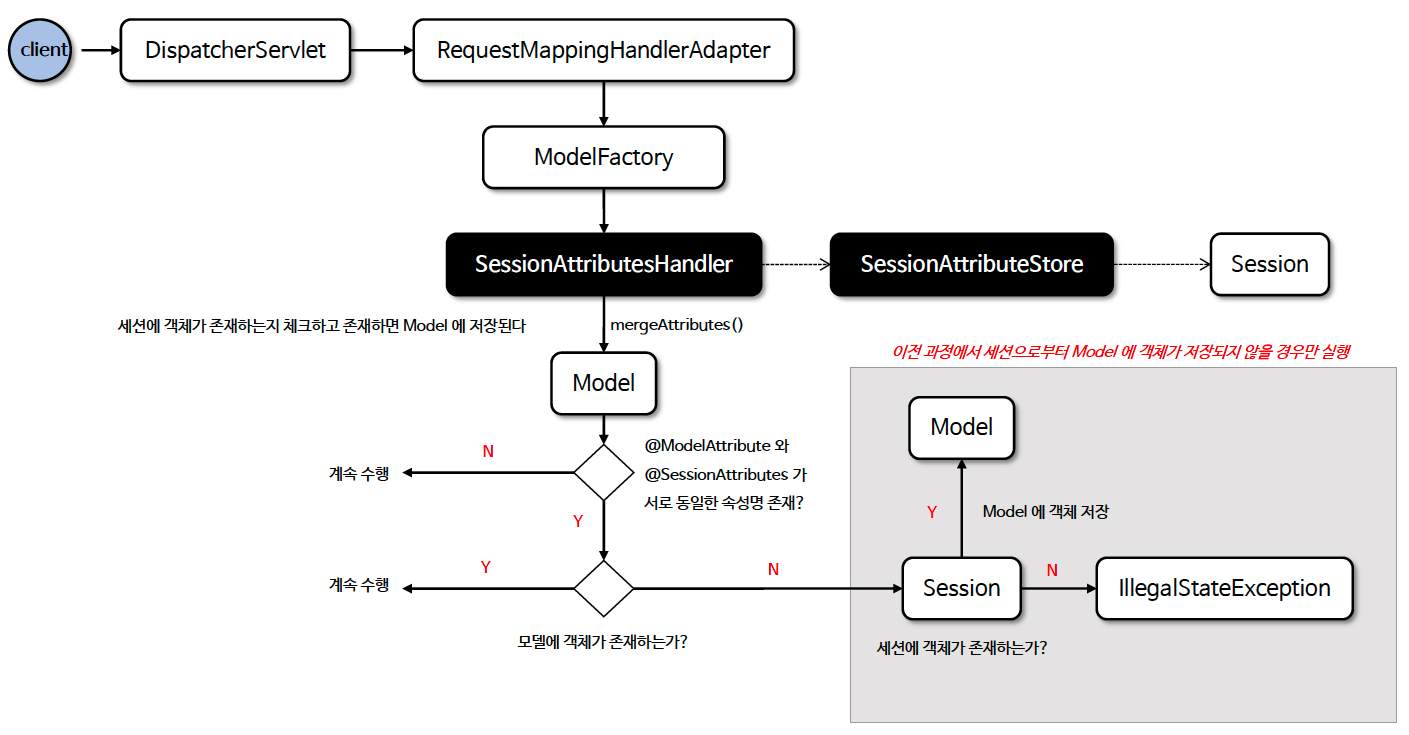 client
DispatcherServlet
RequestMappingHandlerAdapter
ModelFactory
SessionAttributesHandler
SessionAttributeStore
Session
세션에 객체가 존재하는지 체크하고 존재하면 Model 에 저장된다
mergeAttributes()
이전 과정에서 세션으로부터 Model 에 객체가 저장되지 않을 경우만 실행
Model
Model
N
@ModelAttribute 와
@SessionAttributes 가
서로 동일한 속성명 존재?
계속 수행
Y
Y
Model 에 객체 저장
Y
N
계속 수행
Session
N
IllegalStateException
모델에 객체가 존재하는가?
세션에 객체가 존재하는가?